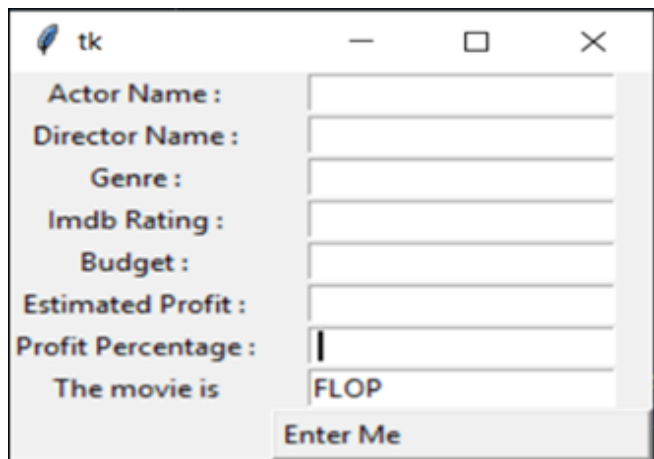 tk
Actor Name :
Director Name :
Genre :
Imdb Rating :
Budget :
Estimated Profit :
Profit Percentage :
The movie is FLOP
Enter Me